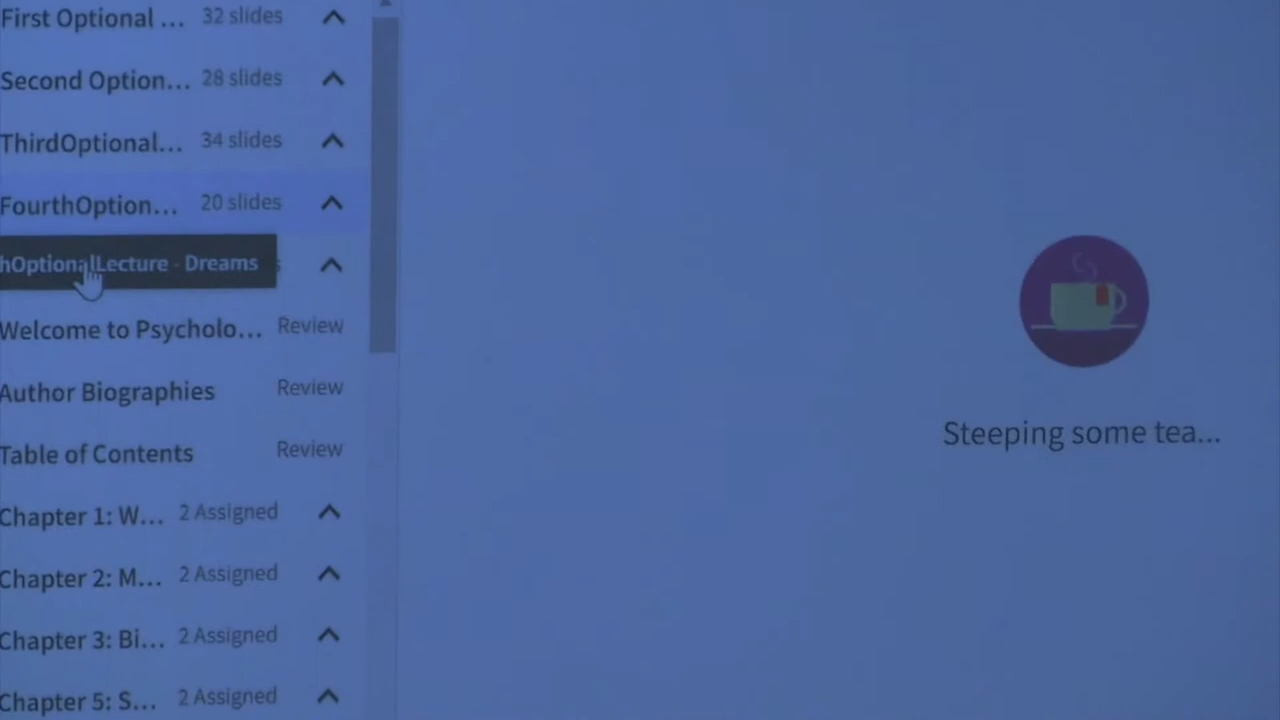 First Optional ... 32 slides
Second Option... 28 slides
ThirdOptional... 34 slides
FourthOption... 20 slides
hOptionalLecture - Dreams
Welcome to Psycholo... Review
Author Biographies Review
Table of Contents Review
Chapter 1: W... 2 Assigned
Chapter 2: M... 2 Assigned
Chapter 3: Bi... 2 Assigned
Chapter 5: S... 2 Assigned
Steeping some tea...